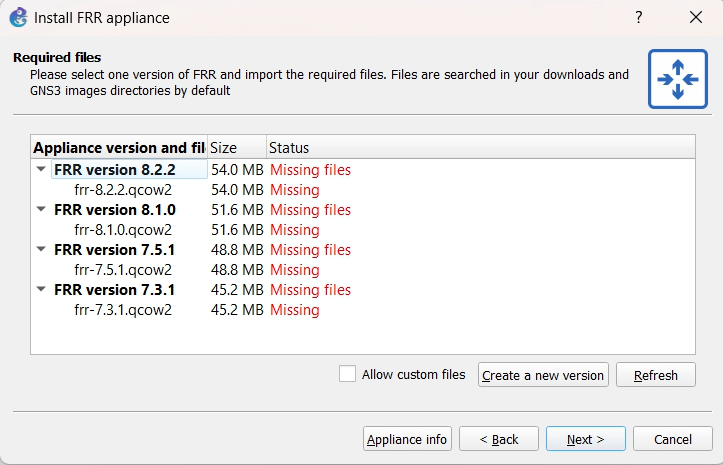 Install FRR appliance ?
Required files
Please select one version of FRR and import the required files. Files are searched in your downloads and
GNS3 images directories by default
Appliance version and fil Size Status
FRR version 8.2.2 54.0 MB Missing files
frr-8.2.2.qcow2 54.0 MB Missing
FRR version 8.1.0 51.6 MB Missing files
frr-8.1.0.qcow2 51.6 MB Missing
FRR version 7.5.1 48.8 MB Missing files
frr-7.5.1.qcow2 48.8 MB Missing
FRR version 7.3.1 45.2 MB Missing files
frr-7.3.1.qcow2 45.2 MB Missing
Allow custom files Create a new version Refresh
Appliance info < Back Next > Cancel